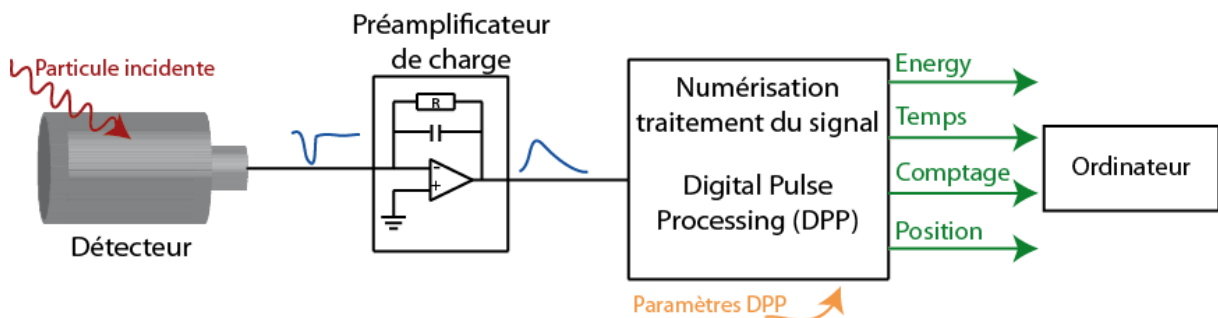 Particule incidente
Détecteur
Préamplificateur
de charge
R
-
+
Numérisation
traitement du signal
Digital Pulse
Processing (DPP)
Paramètres DPP
Energy
Temps
Comptage
Position
Ordinateur